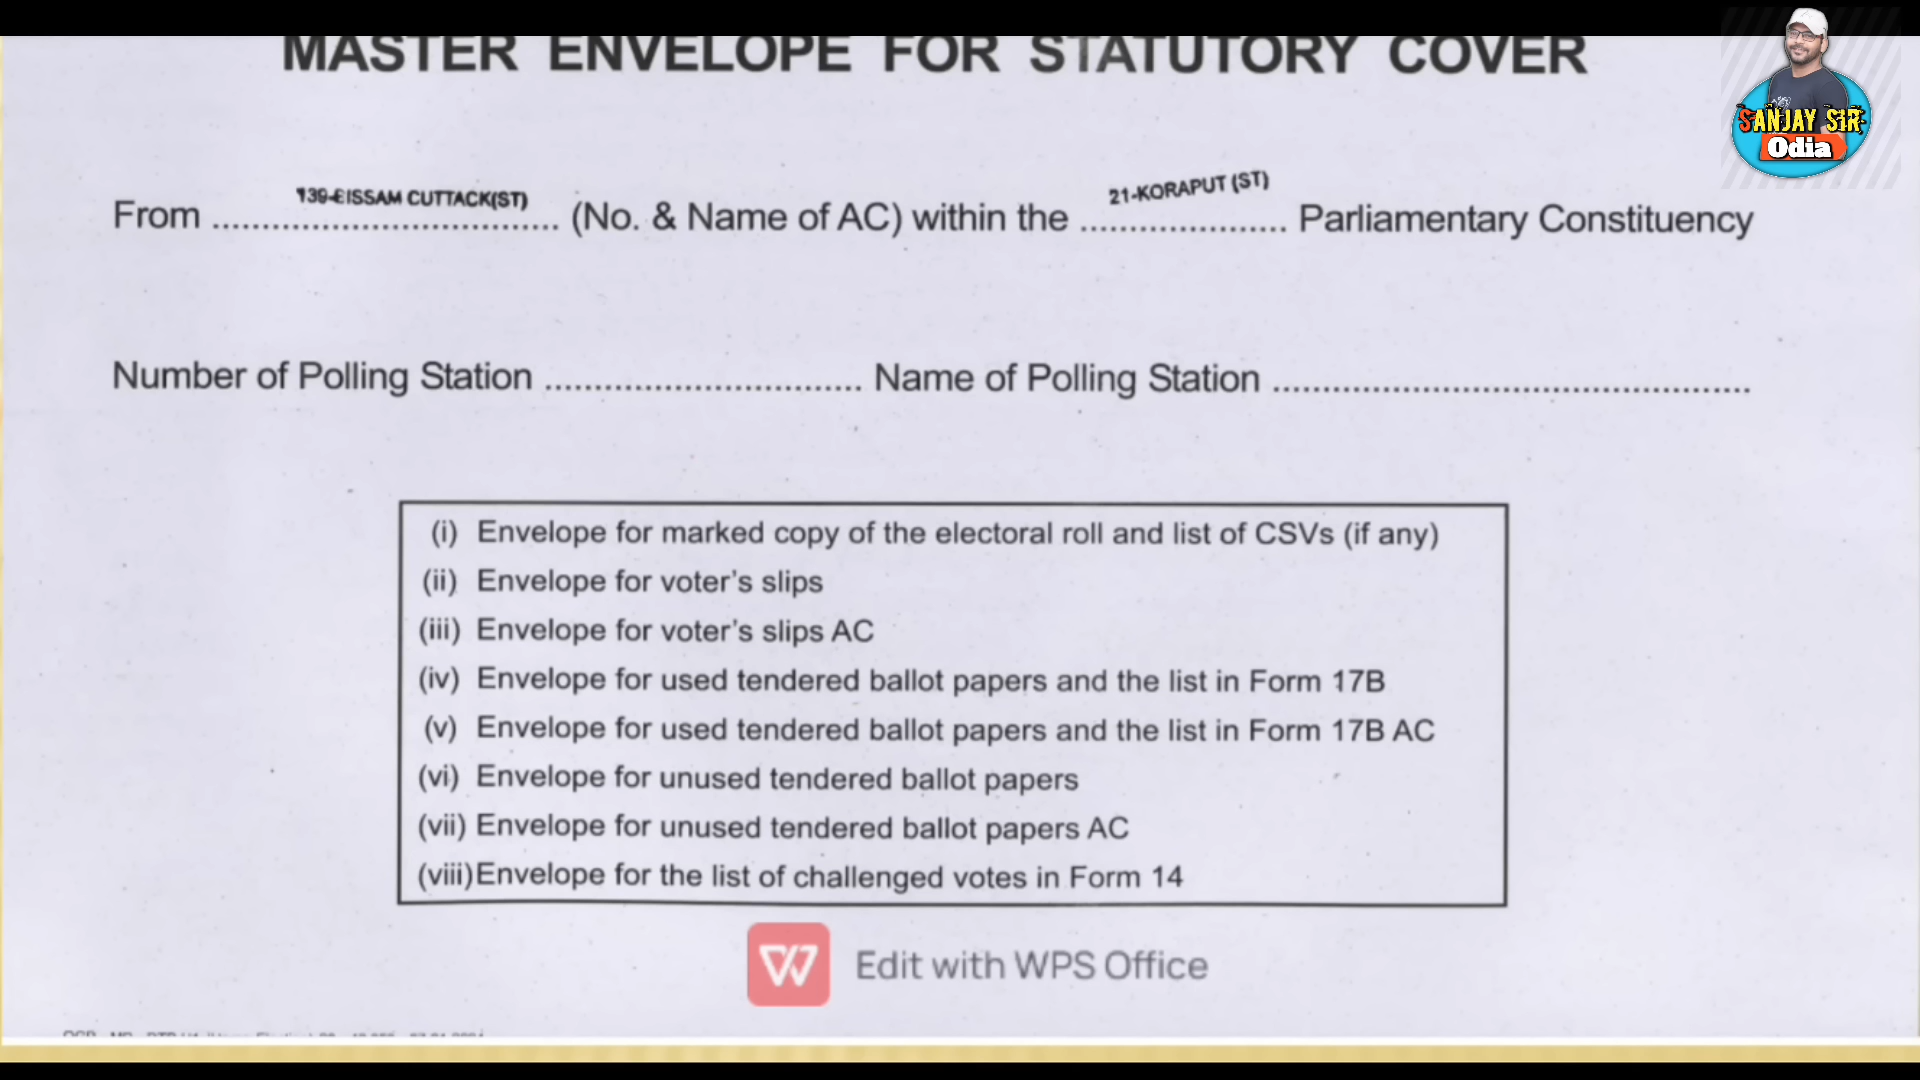 MASTER ENVELOPE FOR STATUTORY COVER
SANJAY SIR
Odia
From 139-BISSAM CUTTACK(ST) (No. & Name of AC) within the 21-KORAPUT (ST) Parliamentary Constituency
Number of Polling Station .............................. Name of Polling Station ..............................................
(i) Envelope for marked copy of the electoral roll and list of CSVs (if any)
(ii) Envelope for voter's slips
(iii) Envelope for voter's slips AC
(iv) Envelope for used tendered ballot papers and the list in Form 17B
(v) Envelope for used tendered ballot papers and the list in Form 17B AC
(vi) Envelope for unused tendered ballot papers
(vii) Envelope for unused tendered ballot papers AC
(viii) Envelope for the list of challenged votes in Form 14
Edit with WPS Office